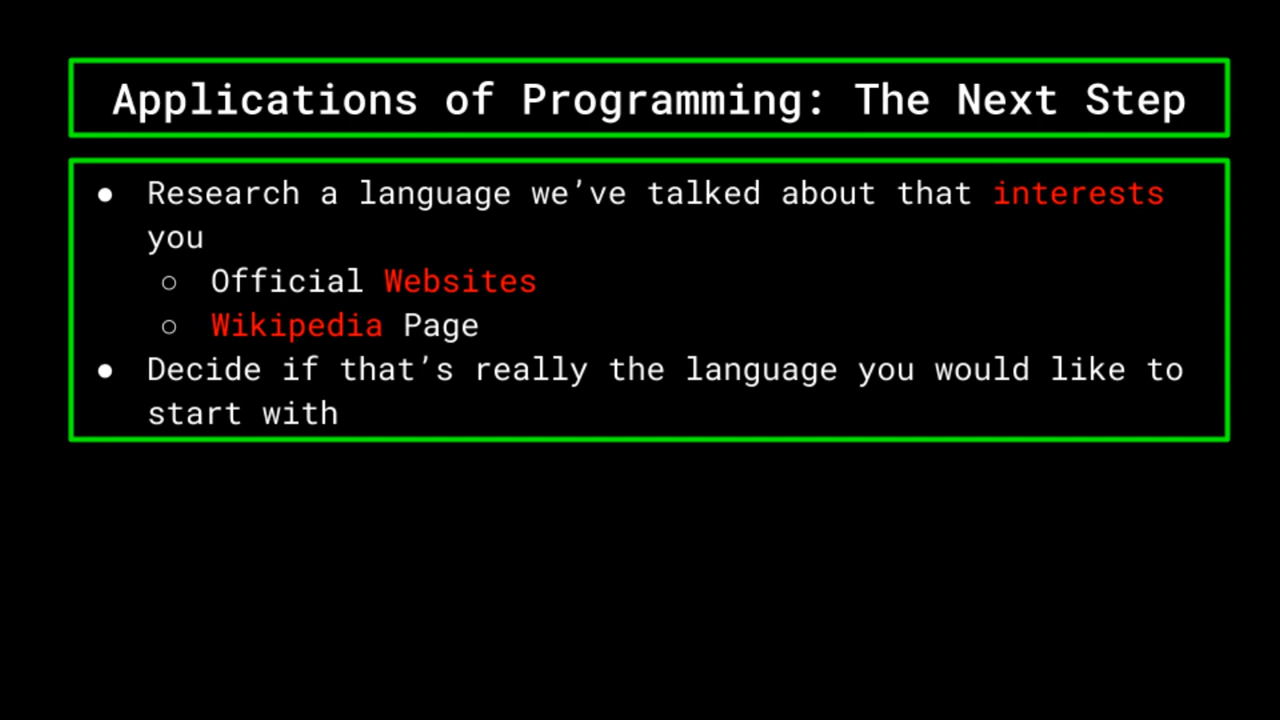 Applications of Programming: The Next Step
● Research a language we’ve talked about that interests
you
○ Official Websites
○ Wikipedia Page
● Decide if that’s really the language you would like to
start with